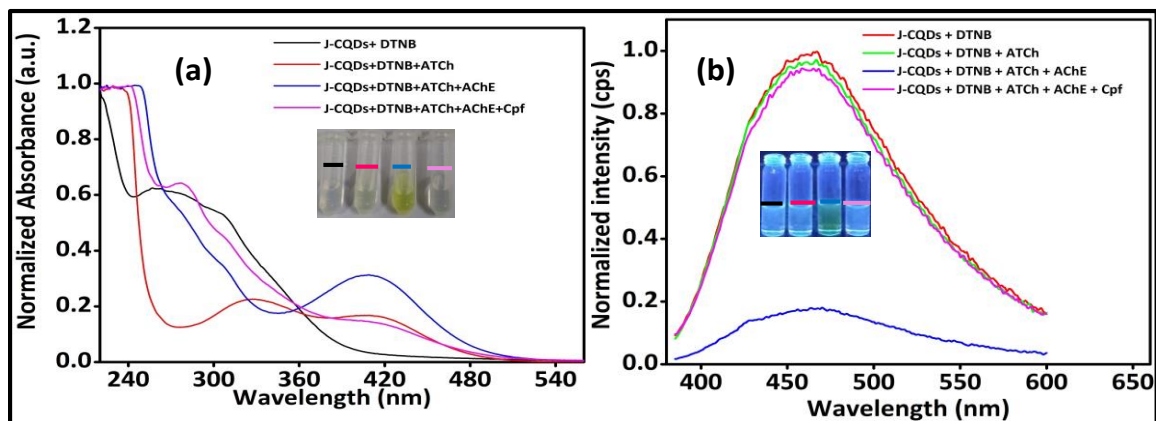 (a)
J-CQDs+ DTNB
J-CQDs+DTNB+ATCh
J-CQDs+DTNB+ATCh+AChE
J-CQDs+DTNB+ATCh+AChE+Cpf
Normalized Absorbance (a.u.)
1.2
1.0
0.8
0.6
0.4
0.2
0.0
240 300 360 420 480 540
Wavelength (nm)
(b)
J-CQDs + DTNB
J-CQDs + DTNB + ATCh
J-CQDs + DTNB + ATCh + AChE
J-CQDs + DTNB + ATCh + AChE + Cpf
Normalized intensity (cps)
1.0
0.8
0.6
0.4
0.2
0.0
400 450 500 550 600 650
Wavelength (nm)